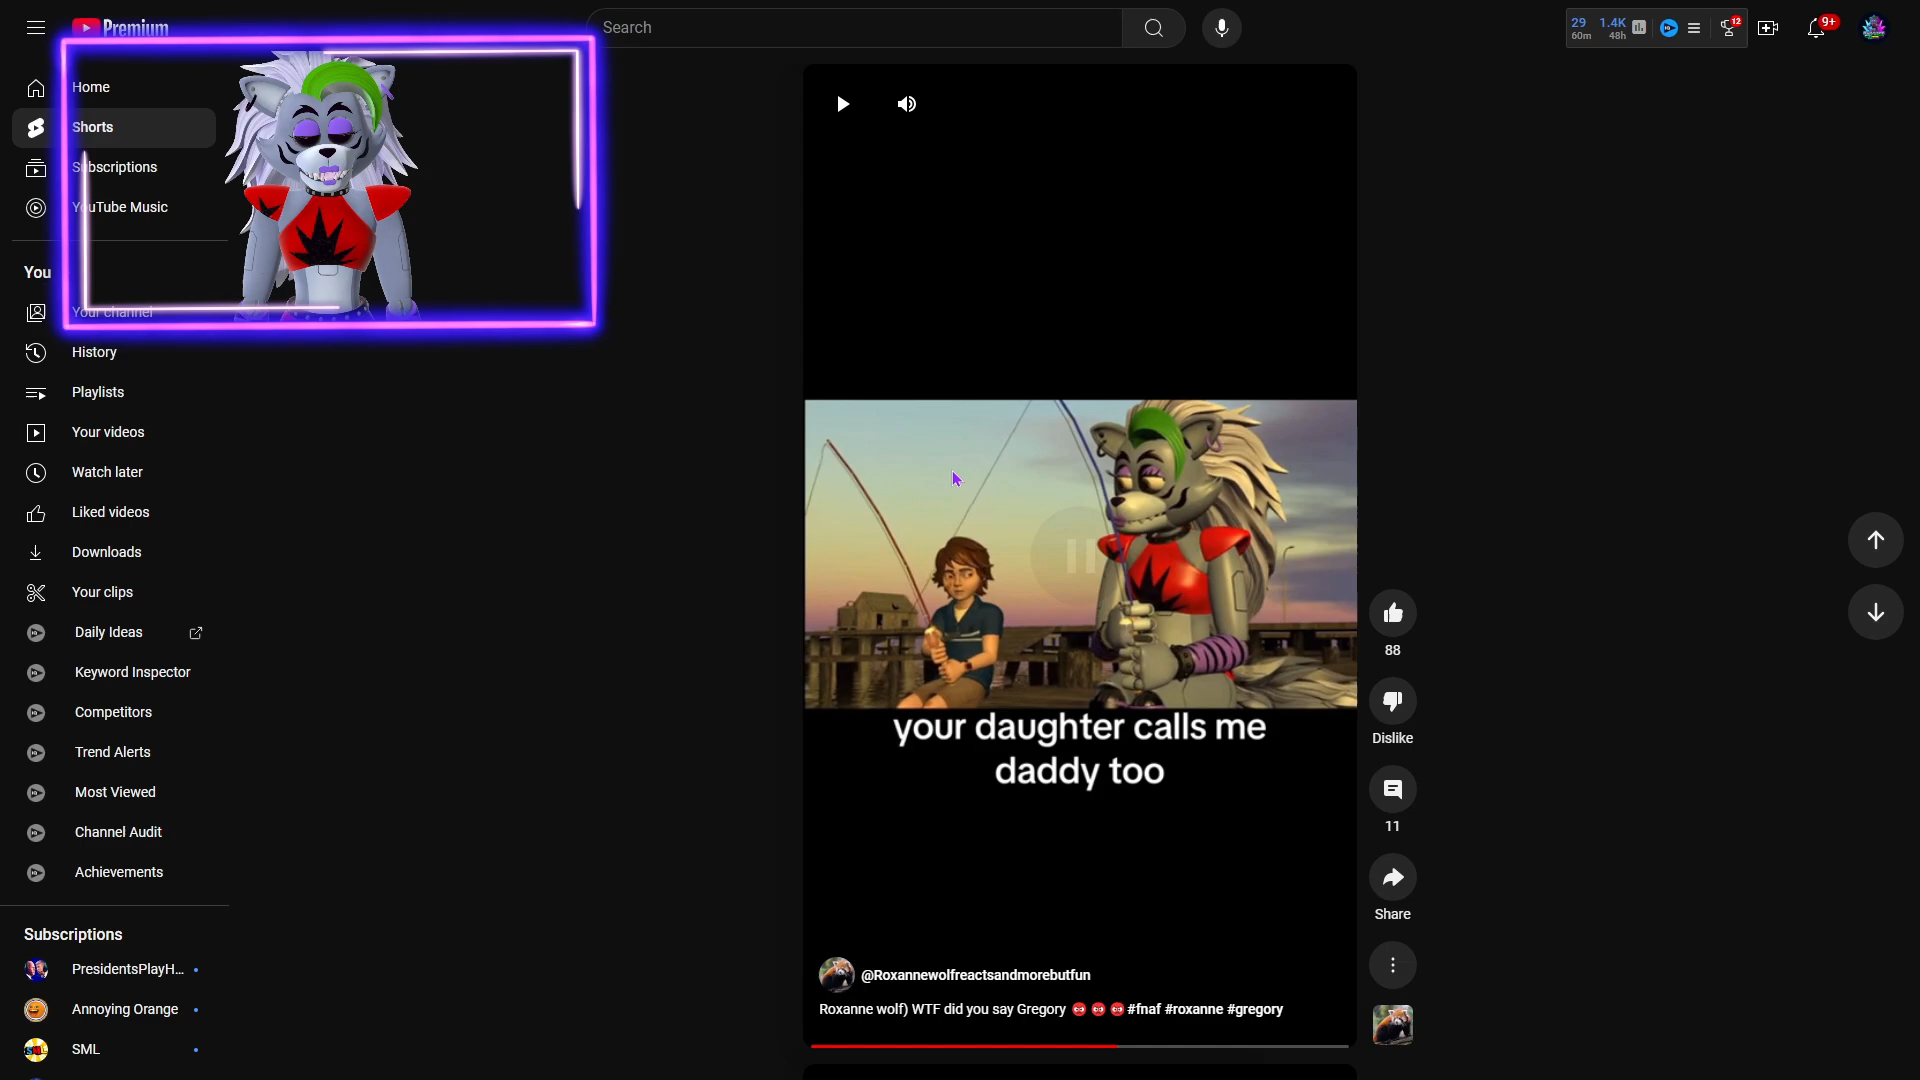 Premium
Search
29
60m
1.4K
48h
12
9+
Home
Shorts
Subscriptions
YouTube Music
You
Your channel
History
Playlists
Your videos
Watch later
Liked videos
Downloads
Your clips
Daily Ideas
Keyword Inspector
Competitors
Trend Alerts
Most Viewed
Channel Audit
Achievements
Subscriptions
PresidentsPlayH...
Annoying Orange
SML
your daughter calls me
daddy too
88
Dislike
11
Share
@Roxannewolfreactsandmorebutfun
Roxanne wolf) WTF did you say Gregory 😡😡😡#fnaf #roxanne #gregory